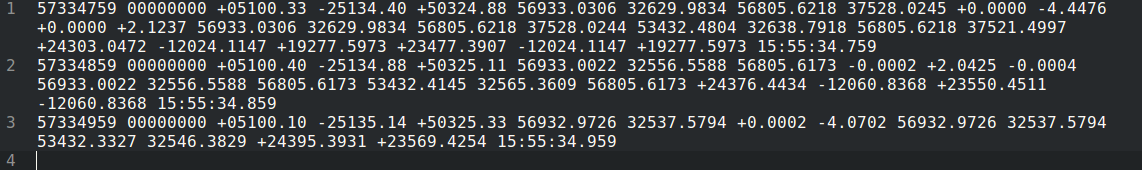 1 57334759 00000000 +05100.33 -25134.40 +50324.88 56933.0306 32629.9834 56805.6218 37528.0245 +0.0000 -4.4476
+0.0000 +2.1237 56933.0306 32629.9834 56805.6218 37528.0244 53432.4804 32638.7918 56805.6218 37521.4997
+24303.0472 -12024.1147 +19277.5973 +23477.3907 -12024.1147 +19277.5973 15:55:34.759
2 57334859 00000000 +05100.40 -25134.88 +50325.11 56933.0022 32556.5588 56805.6173 -0.0002 +2.0425 -0.0004
56933.0022 32556.5588 56805.6173 53432.4145 32565.3609 56805.6173 +24376.4434 -12060.8368 +23550.4511
-12060.8368 15:55:34.859
3 57334959 00000000 +05100.10 -25135.14 +50325.33 56932.9726 32537.5794 +0.0002 -4.0702 56932.9726 32537.5794
53432.3327 32546.3829 +24395.3931 +23569.4254 15:55:34.959
4